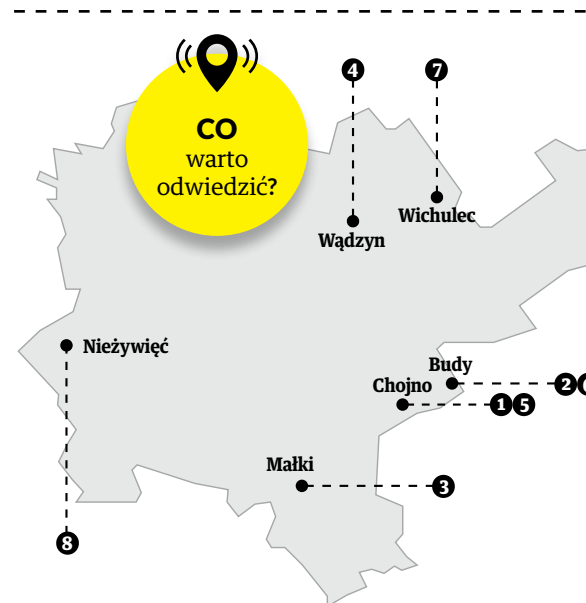 4 7
CO
warto
odwiedzić?
Wichulec
Wądzyn
Nieżywięć
Budy
2
Chojno
1 5
Małki
3
8